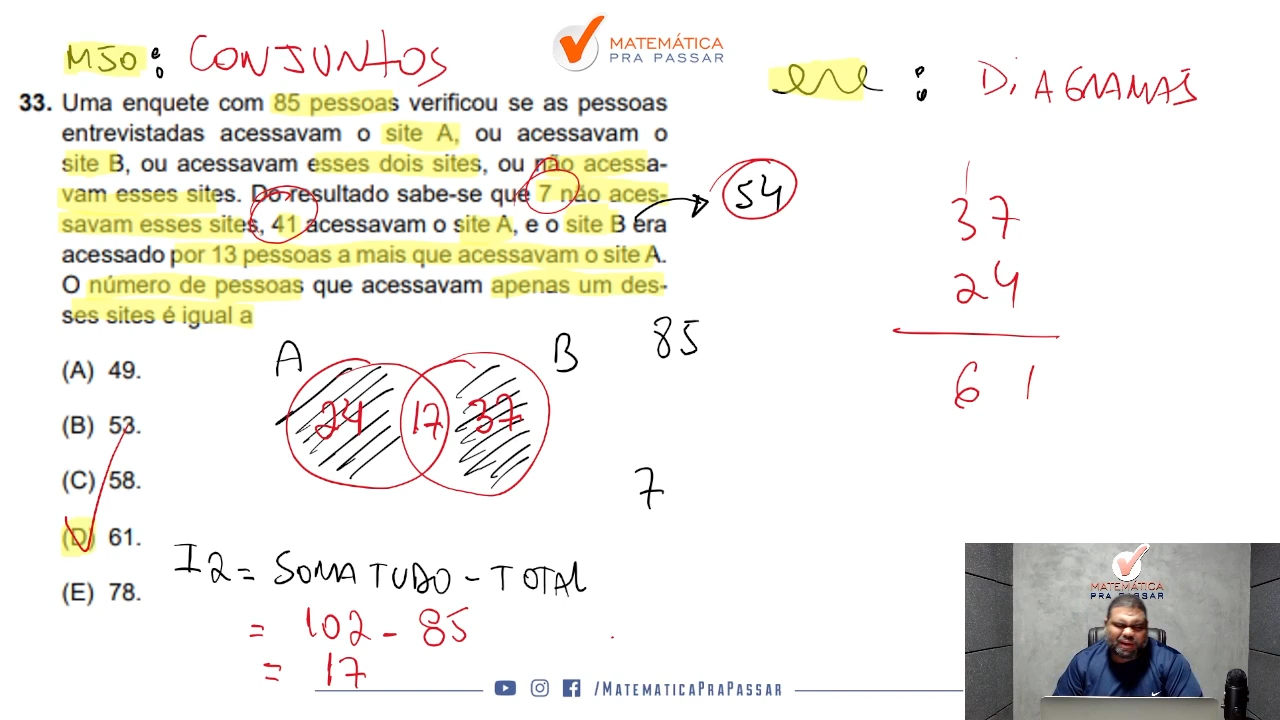 MJO: CONJUNTOS
MATEMÁTICA
PRA PASSAR
: DiAGRAMAS
33. Uma enquete com 85 pessoas verificou se as pessoas
entrevistadas acessavam o site A, ou acessavam o
site B, ou acessavam esses dois sites, ou não acessa-
vam esses sites. Do resultado sabe-se que 7 não aces-
savam esses sites, 41 acessavam o site A, e o site B era
acessado por 13 pessoas a mais que acessavam o site A.
O número de pessoas que acessavam apenas um des-
ses sites é igual a
54
1
37
24
61
A B
85
24 17 37
7
(A) 49.
(B) 53.
(C) 58.
(D) 61.
(E) 78.
I2 = SOMA TUDO - TOTAL
= 102 - 85
= 17
/MATEMATICAPRAPASSAR
MATEMÁTICA
PRA PASSAR